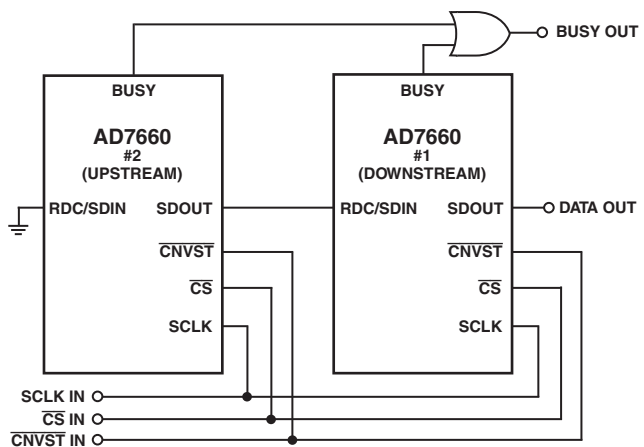 BUSY OUT
BUSY
BUSY
AD7660
#2
(UPSTREAM)
AD7660
#1
(DOWNSTREAM)
RDC/SDIN
SDOUT
RDC/SDIN
SDOUT
DATA OUT
CNVST
CNVST
CS
CS
SCLK
SCLK
SCLK IN
CS IN
CNVST IN